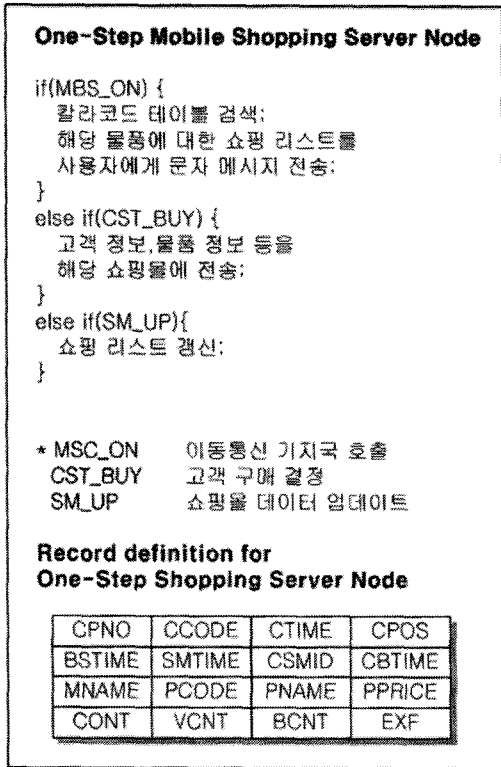 One-Step Mobile Shopping Server Node
if(MBS_ON) {
칼라코드 테이블 검색;
해당 물품에 대한 쇼핑 리스트를
사용자에게 문자 메시지 전송;
}
else if(CST_BUY) {
고객 정보,물품 정보 등을
해당 쇼핑몰에 전송;
}
else if(SM_UP){
쇼핑 리스트 갱신;
}
* MSC_ON 이동통신 기지국 호출
CST_BUY 고객 구매 결정
SM_UP 쇼핑몰 데이터 업데이트
Record definition for
One-Step Shopping Server Node
CPNO CCODE CTIME CPOS
BSTIME SMTIME CSMID CBTIME
MNAME PCODE PNAME PPRICE
CONT VCNT BCNT EXF